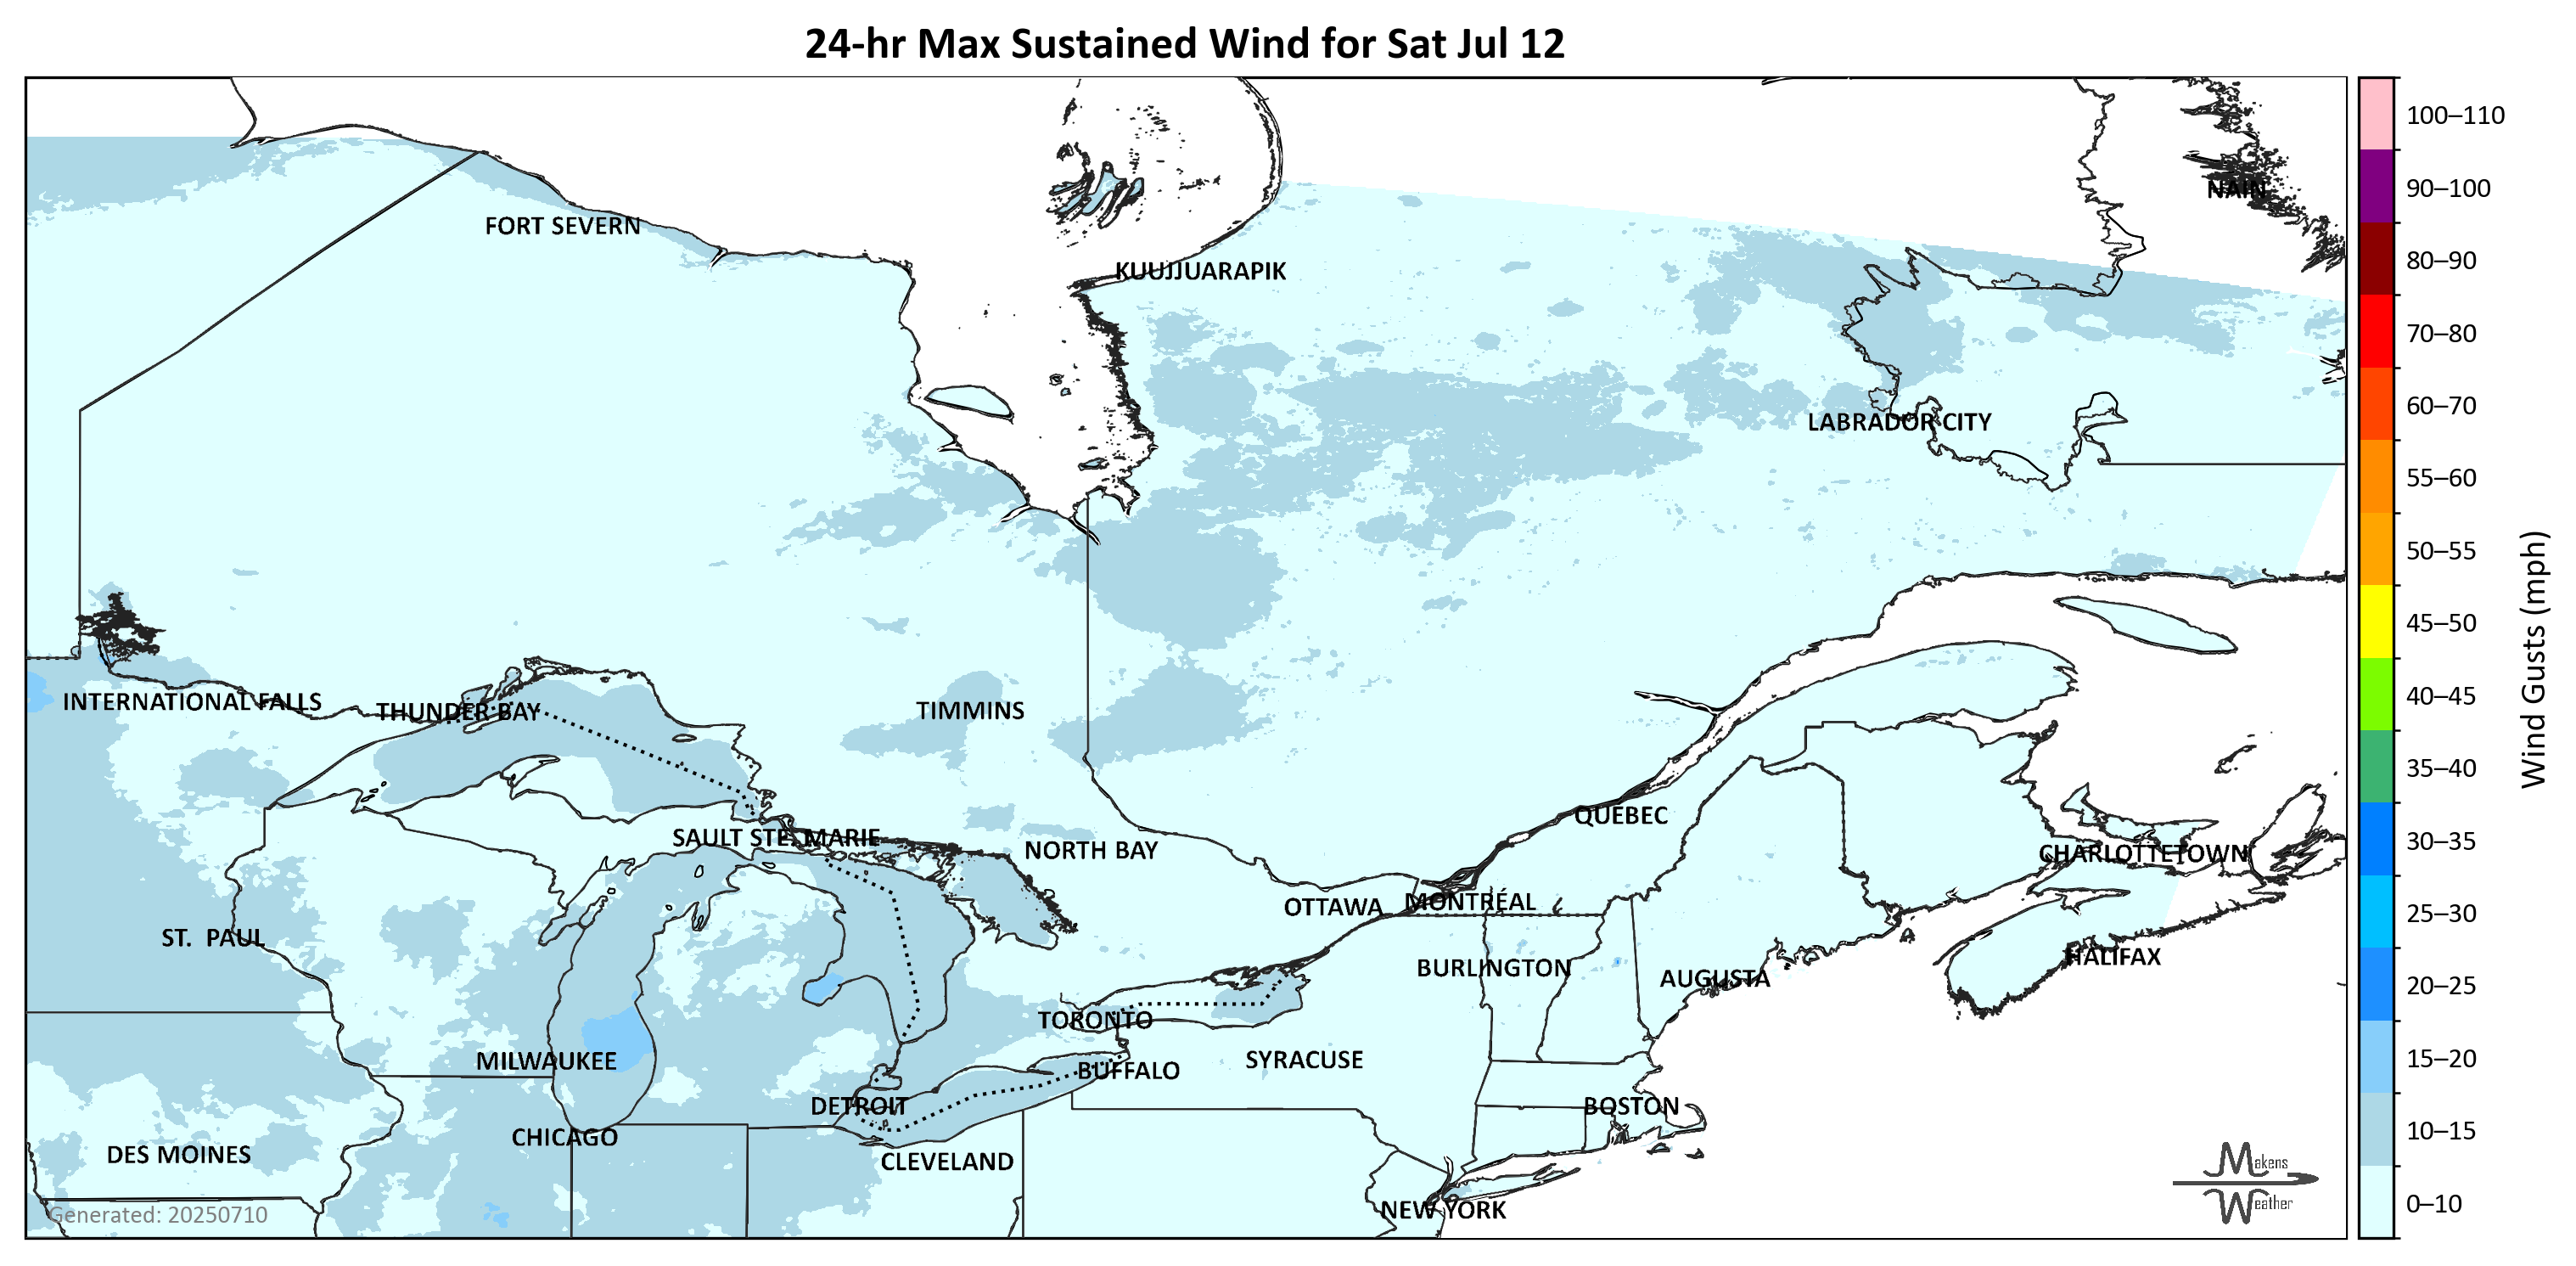 24-hr Max Sustained Wind for Sat Jul 12
100–110
90–100
NAIN
80–90
FORT SEVERN
KUUJJUARAPIK
70–80
60–70
LABRADOR CITY
55–60
50–55
45–50
Wind Gusts (mph)
40–45
INTERNATIONAL FALLS
THUNDER BAY
TIMMINS
35–40
QUEBEC
SAULT STE. MARIE
30–35
NORTH BAY
CHARLOTTETOWN
OTTAWA
MONTRÉAL
25–30
ST. PAUL
HALIFAX
BURLINGTON
AUGUSTA
20–25
TORONTO
MILWAUKEE
SYRACUSE
15–20
BUFFALO
DETROIT
BOSTON
CHICAGO
10–15
DES MOINES
CLEVELAND
Makens
Weather
0–10
NEW YORK
Generated: 20250710